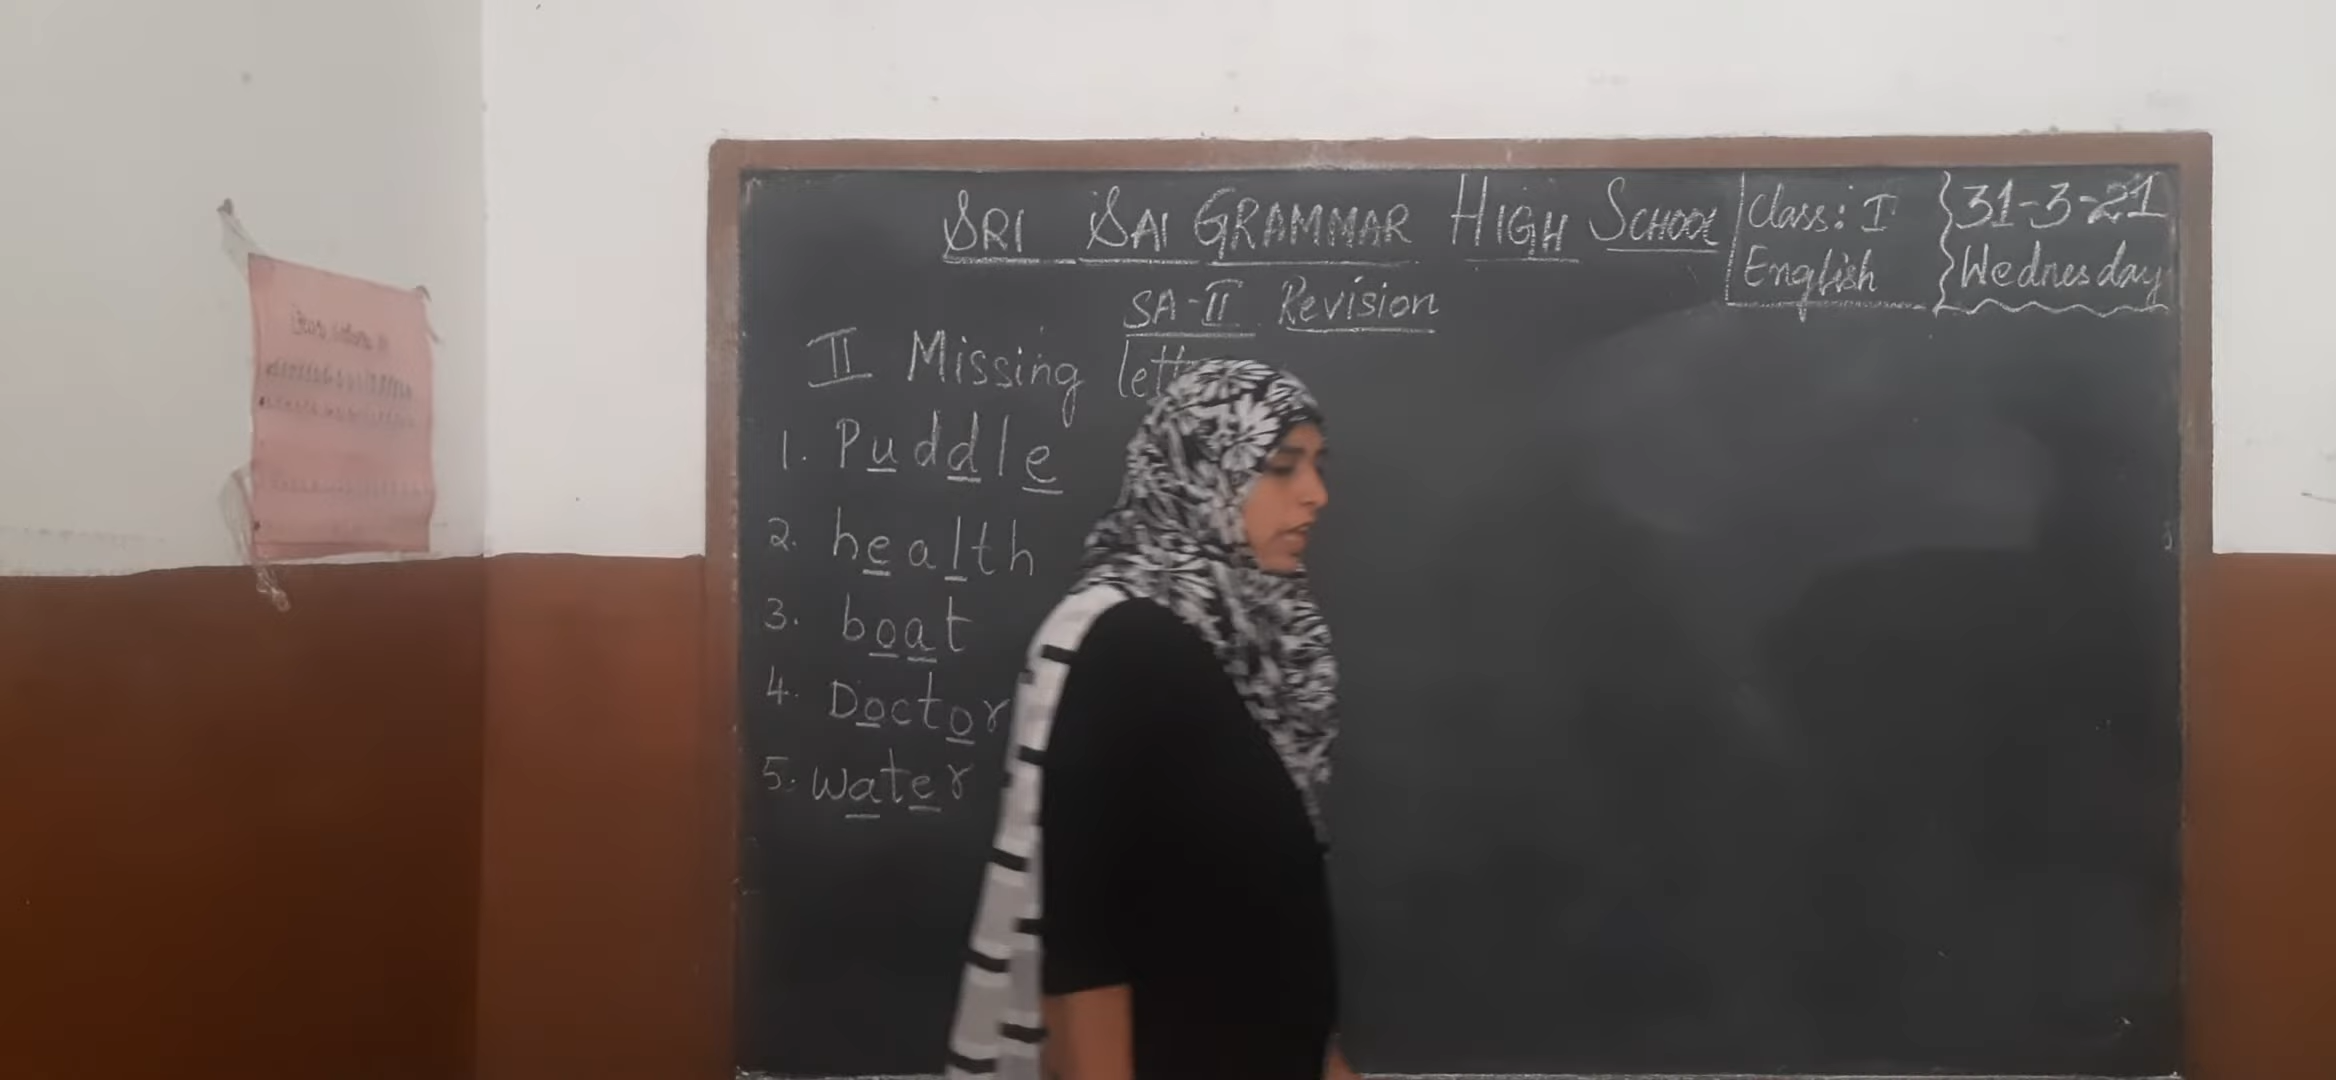 SRI SAI GRAMMAR HIGH SCHOOL
Class: I
English
31-3-21
Wednesday
SA-II Revision
II Missing
1. Puddle
2. health
3. boat
4. Doctor
5. water